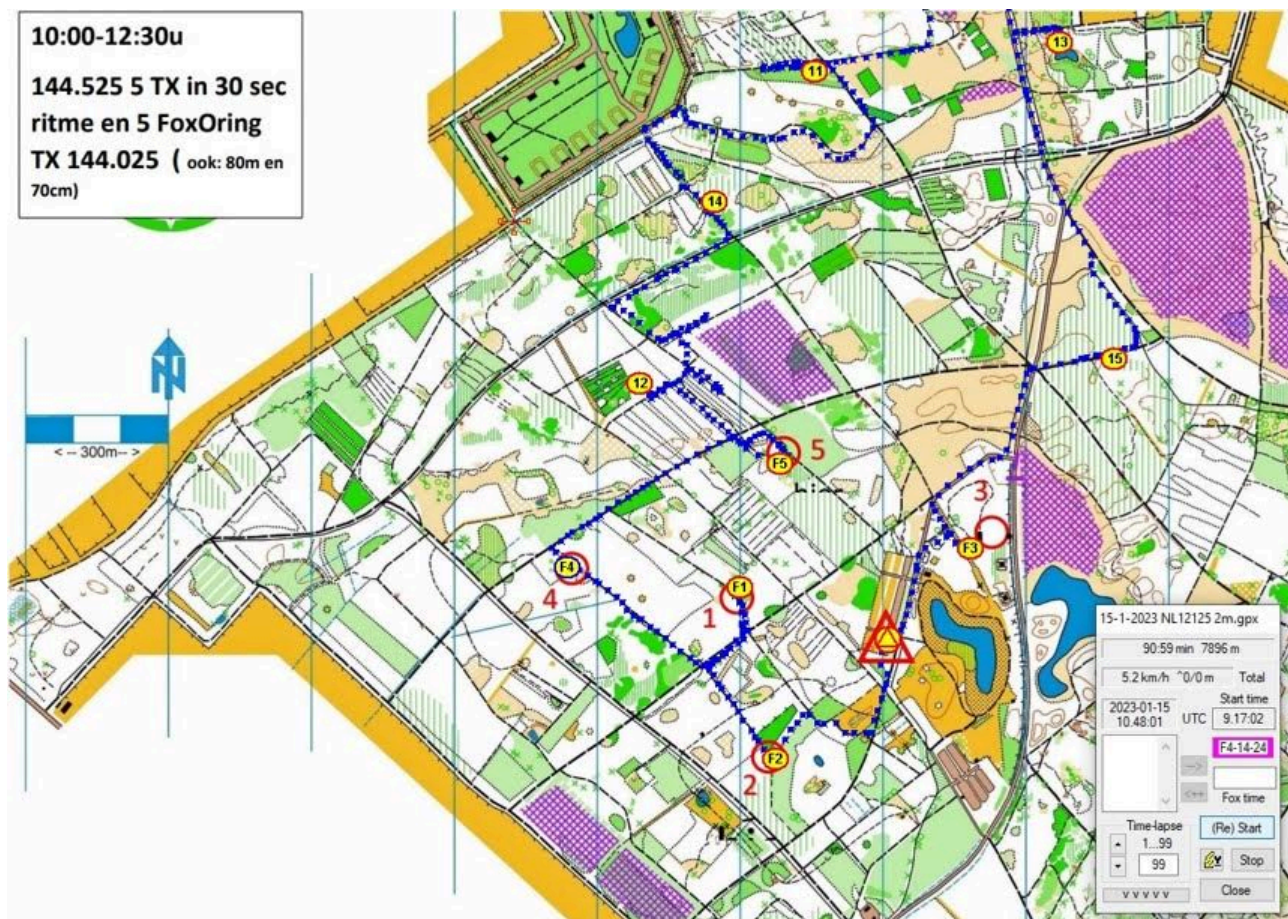 10:00-12:30u
144.525 5 TX in 30 sec
ritme en 5 FoxOring
TX 144.025 ( ook: 80m en
70cm)
13
11
14
15
12
< -- 300m-- >
5
F5
3
F3
F4
4
F1
1
F2
2
15-1-2023 NL12125 2m.gpx
90:59 min 7896 m
5.2 km/h ^0/0 m Total
Start time
2023-01-15
10.48:01
UTC
9.17:02
F4-14-24
-->
<++
Fox time
Time-lapse
1...99
99
(Re) Start
Stop
v v v v v
Close